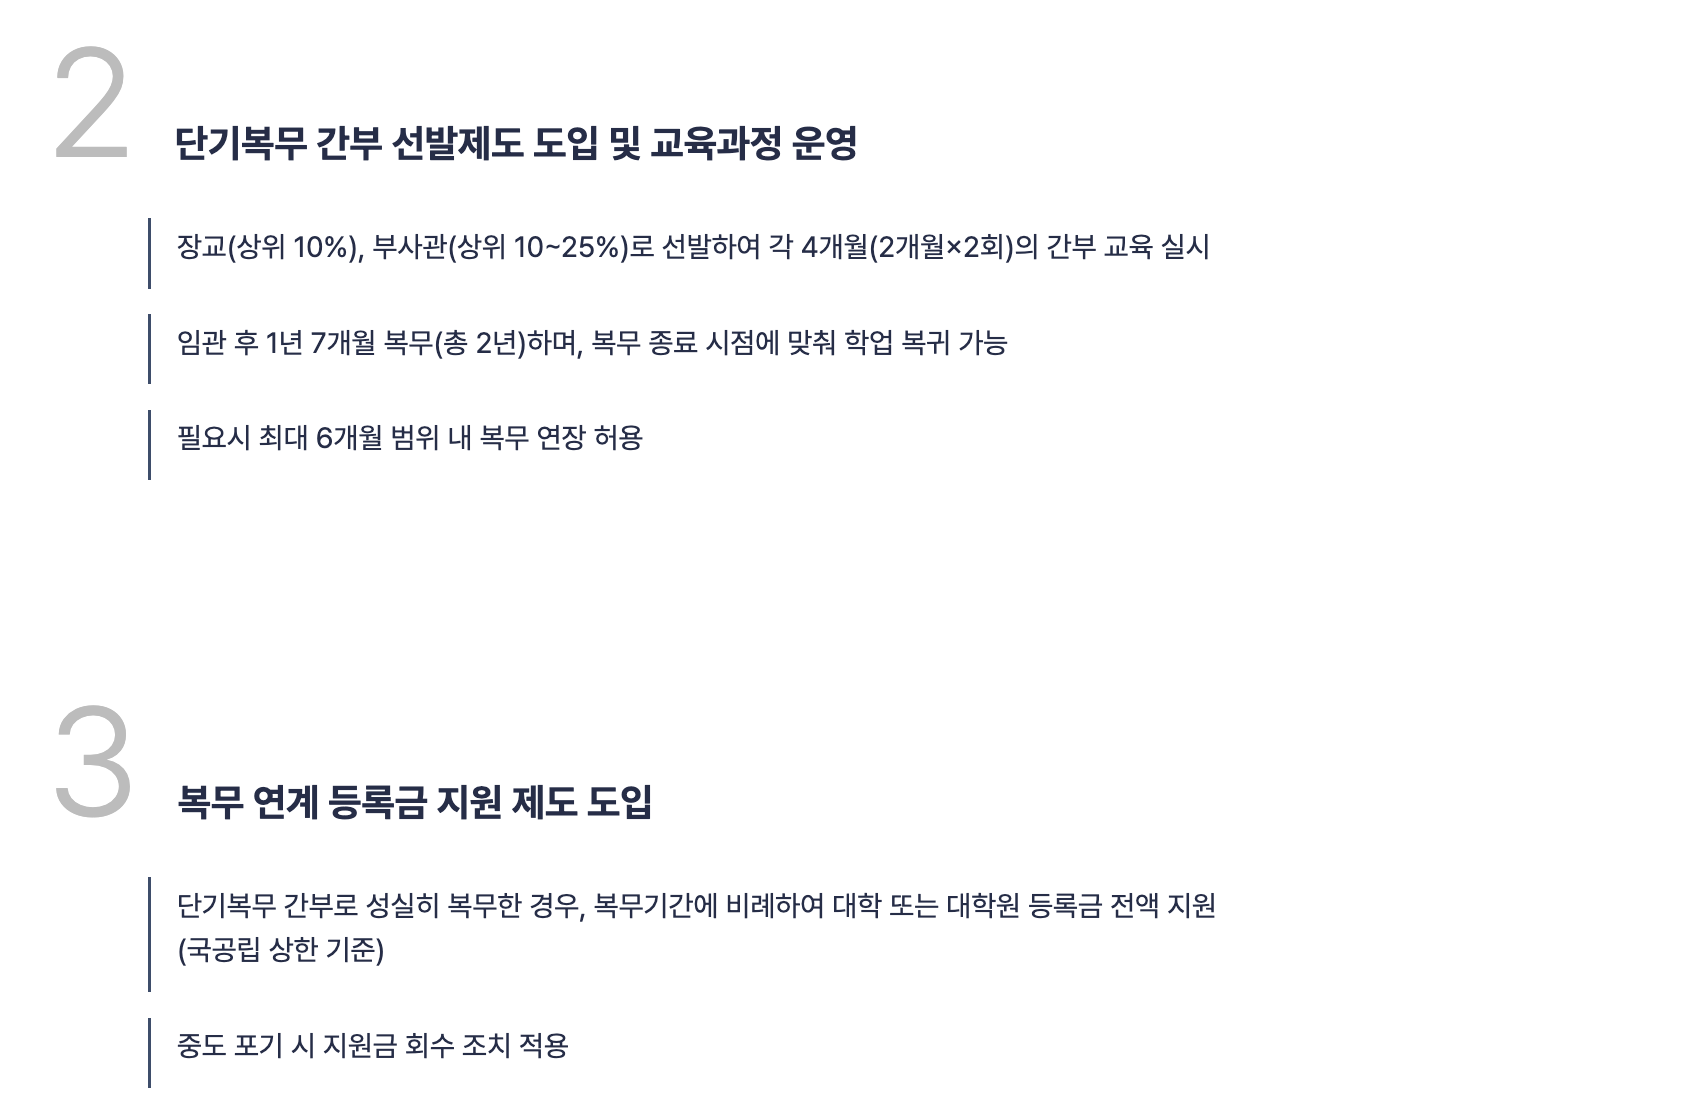 2
단기복무 간부 선발제도 도입 및 교육과정 운영
장교(상위 10%), 부사관(상위 10~25%)로 선발하여 각 4개월(2개월×2회)의 간부 교육 실시
임관 후 1년 7개월 복무(총 2년)하며, 복무 종료 시점에 맞춰 학업 복귀 가능
필요시 최대 6개월 범위 내 복무 연장 허용
3
복무 연계 등록금 지원 제도 도입
단기복무 간부로 성실히 복무한 경우, 복무기간에 비례하여 대학 또는 대학원 등록금 전액 지원
(국공립 상한 기준)
중도 포기 시 지원금 회수 조치 적용